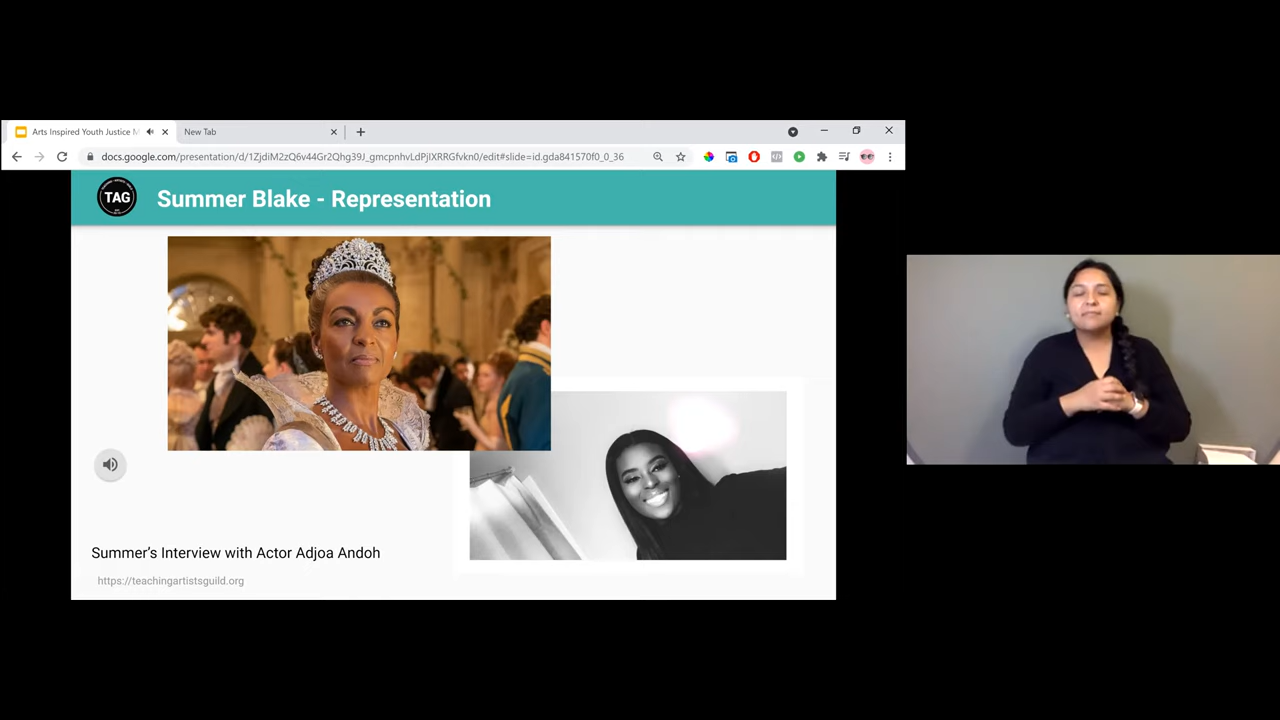 Arts Inspired Youth Justice M
New Tab
docs.google.com/presentation/d/1ZjdiM2zQ6v44Gr2Qhg39J_gmcpnhvLdPjIXRRGfvkn0/edit#slide=id.gda841570f0_0_36
TAG
Summer Blake - Representation
Summer's Interview with Actor Adjoa Andoh
https://teachingartistsguild.org